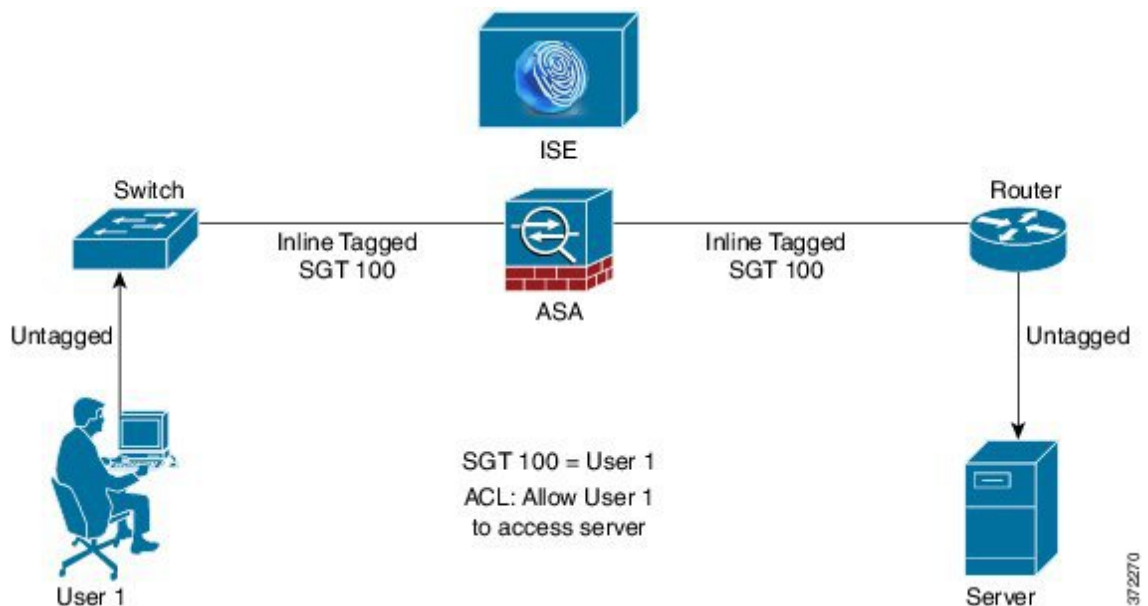 ISE
Switch
Router
Inline Tagged
SGT 100
Inline Tagged
SGT 100
ASA
Untagged
Untagged
SGT 100 = User 1
ACL: Allow User 1
to access server
User 1
Server
372270